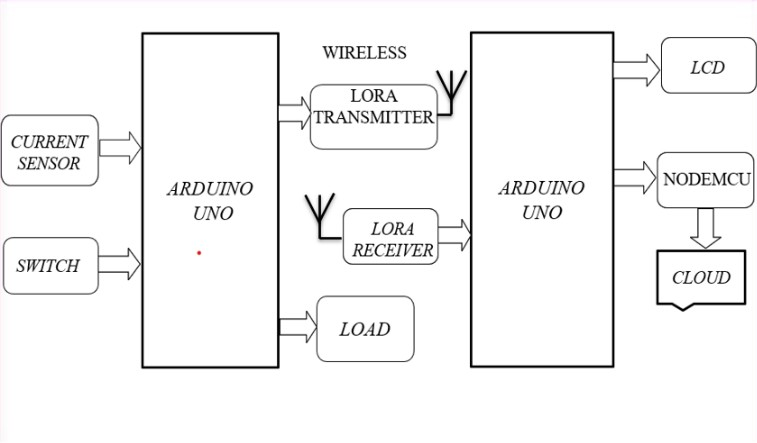 WIRELESS
LORA
TRANSMITTER
LCD
CURRENT
SENSOR
ARDUINO
UNO
ARDUINO
UNO
NODEMCU
LORA
RECEIVER
SWITCH
CLOUD
LOAD